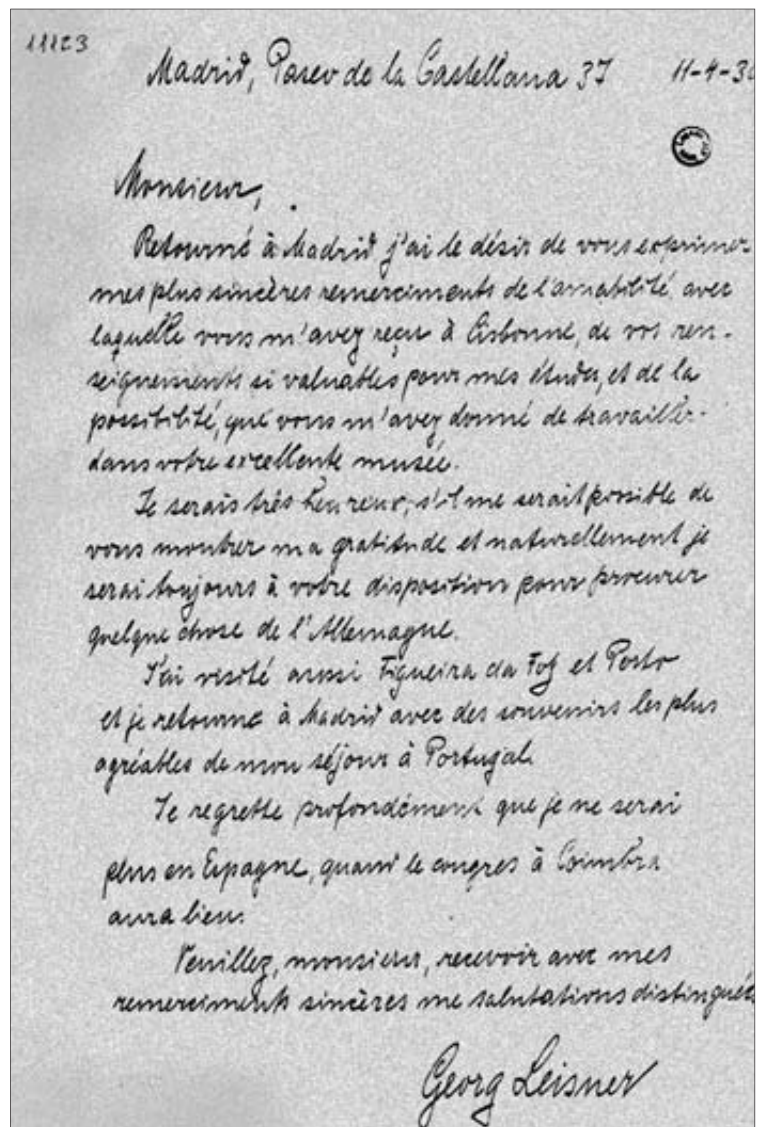 11123
Madrid, Paseo de la Castellana 37 11-4-30
Monsieur,
Retourné à Madrid j'ai le désir de vous exprimer
mes plus sincères remerciments de l'amabilité avec
laquelle vous m'avez reçu à Lisbonne, de vos ren-
seignements si valuables pour mes études, et de la
possibilité, que vous m'avez donné de travailler
dans votre excellente musée.
Je serais très heureux, s'il me serait possible de
vous montrer ma gratitude et naturellement je
serai toujours à votre disposition pour procurer
quelque chose de l'Allemagne.
J'ai visité aussi Figueira da Foz et Porto
et je retourne à Madrid avec des souvenirs les plus
agréables de mon séjour à Portugal.
Je regrette profondément que je ne serai
plus en Espagne, quand le congres à Coimbra
aura lieu.
Veuillez, monsieur, recevoir avec mes
remerciments sincères me salutations distinguées
Georg Leisner